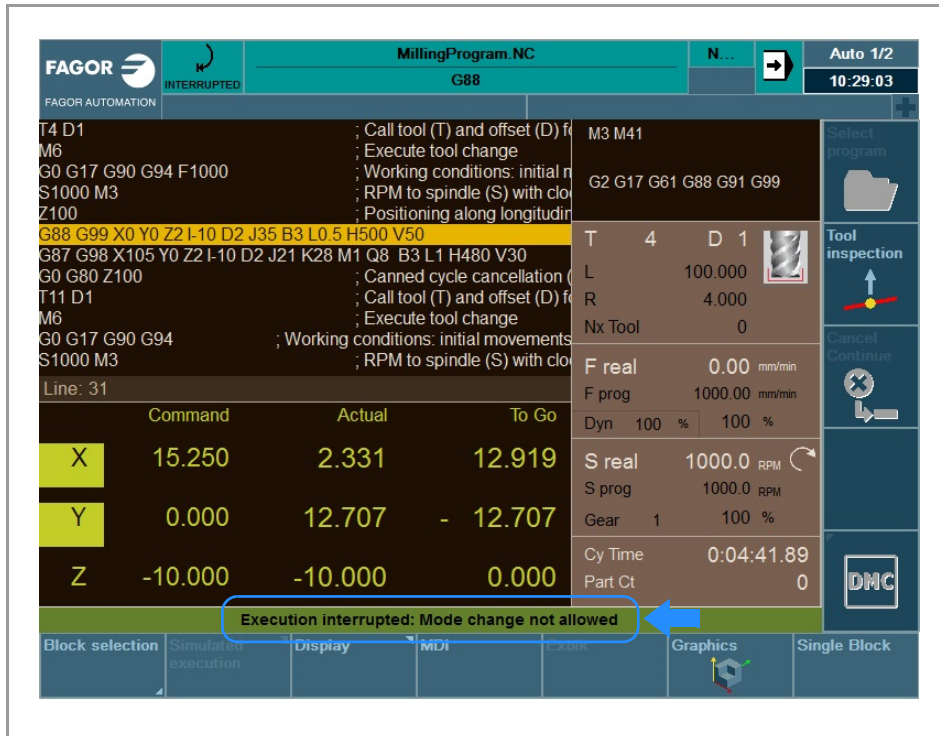 FAGOR
FAGOR AUTOMATION
INTERRUPTED
MillingProgram.NC
G88
N...
Auto 1/2
10:29:03
T4 D1 ; Call tool (T) and offset (D) fo
M6 ; Execute tool change
G0 G17 G90 G94 F1000 ; Working conditions: initial m
S1000 M3 ; RPM to spindle (S) with clo
Z100 ; Positioning along longitudin
G88 G99 X0 Y0 Z2 I-10 D2 J35 B3 L0.5 H500 V50
G87 G98 X105 Y0 Z2 I-10 D2 J21 K28 M1 Q8 B3 L1 H480 V30
G0 G80 Z100 ; Canned cycle cancellation (
T11 D1 ; Call tool (T) and offset (D) fo
M6 ; Execute tool change
G0 G17 G90 G94 ; Working conditions: initial movements
S1000 M3 ; RPM to spindle (S) with clo
Line: 31
Command Actual To Go
X 15.250 2.331 12.919
Y 0.000 12.707 - 12.707
Z -10.000 -10.000 0.000
M3 M41
G2 G17 G61 G88 G91 G99
T 4 D 1
L 100.000
R 4.000
Nx Tool 0
F real 0.00 mm/min
F prog 1000.00 mm/min
Dyn 100 % 100 %
S real 1000.0 RPM
S prog 1000.0 RPM
Gear 1 100 %
Cy Time 0:04:41.89
Part Ct 0
Select
program
Tool
inspection
Cancel
Continue
DMC
Execution interrupted: Mode change not allowed
Block selection
Simulated
execution
Display
MDI
Exblk
Graphics
Single Block